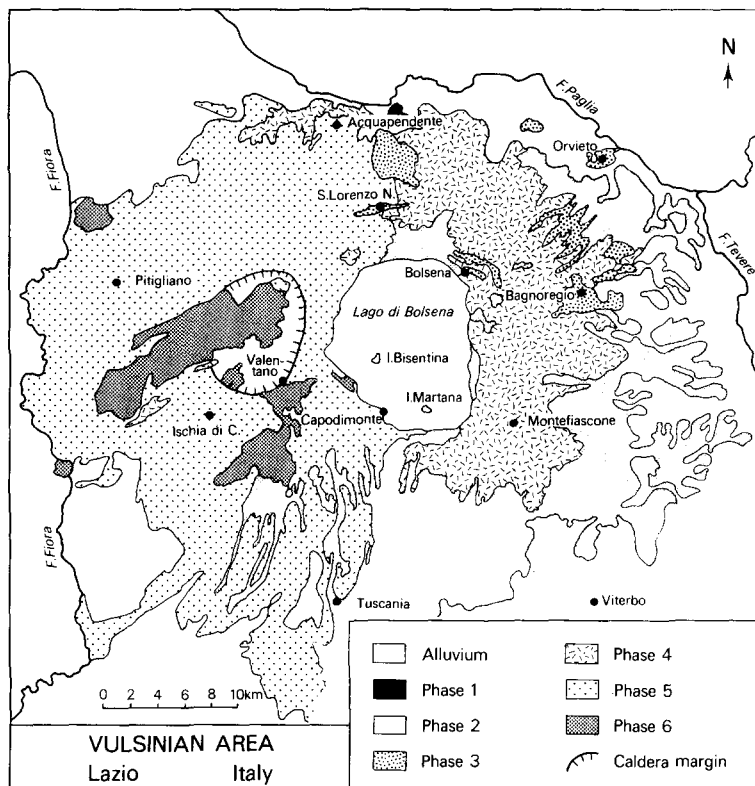 N
F.Paglia
Acquapendente
Orvieto
F.Fiora
S.Lorenzo N.
F.Tevere
Bolsena
Pitigliano
Bagnoregio
Lago di Bolsena
Valen-
tano
I.Bisentina
I.Martana
Ischia di C.
Capodimonte
Montefiascone
F.Fiora
Tuscania
Viterbo
0 2 4 6 8 10km
VULSINIAN AREA
Lazio Italy
Alluvium
Phase 1
Phase 2
Phase 3
Phase 4
Phase 5
Phase 6
Caldera margin